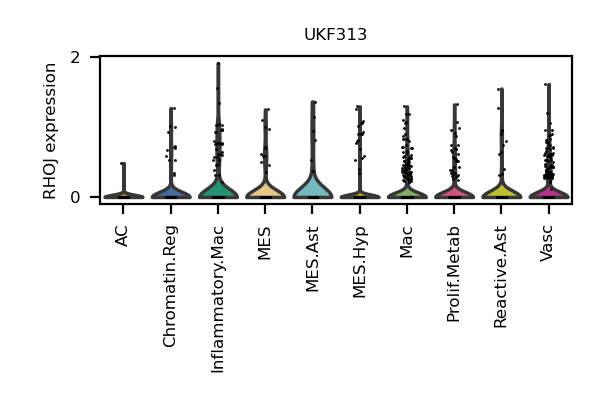 UKF313
RHOJ expression
2
0
AC
Chromatin.Reg
Inflammatory.Mac
MES
MES.Ast
MES.Hyp
Mac
Prolif.Metab
Reactive.Ast
Vasc